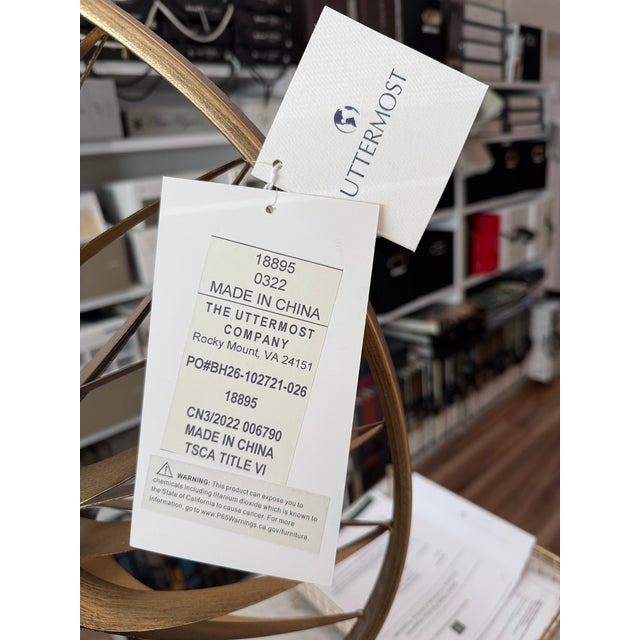 UTTERMOST
18895
0322
MADE IN CHINA
THE UTTERMOST
COMPANY
Rocky Mount, VA 24151
PO#BH26-102721-026
18895
CN3/2022 006790
MADE IN CHINA
TSCA TITLE VI
WARNING: This product can expose you to
chemicals including titanium dioxide which is known to
the State of California to cause cancer. For more
information, go to www.P65Warnings.ca.gov/furniture.